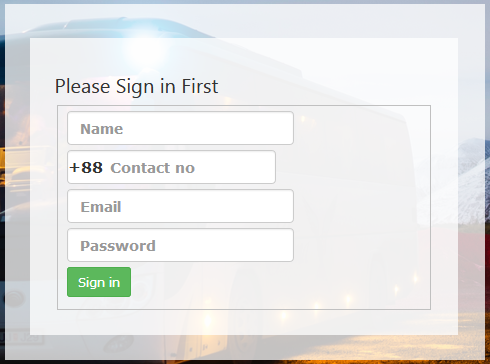 Please Sign in First
Name
+88 Contact no
Email
Password
Sign in